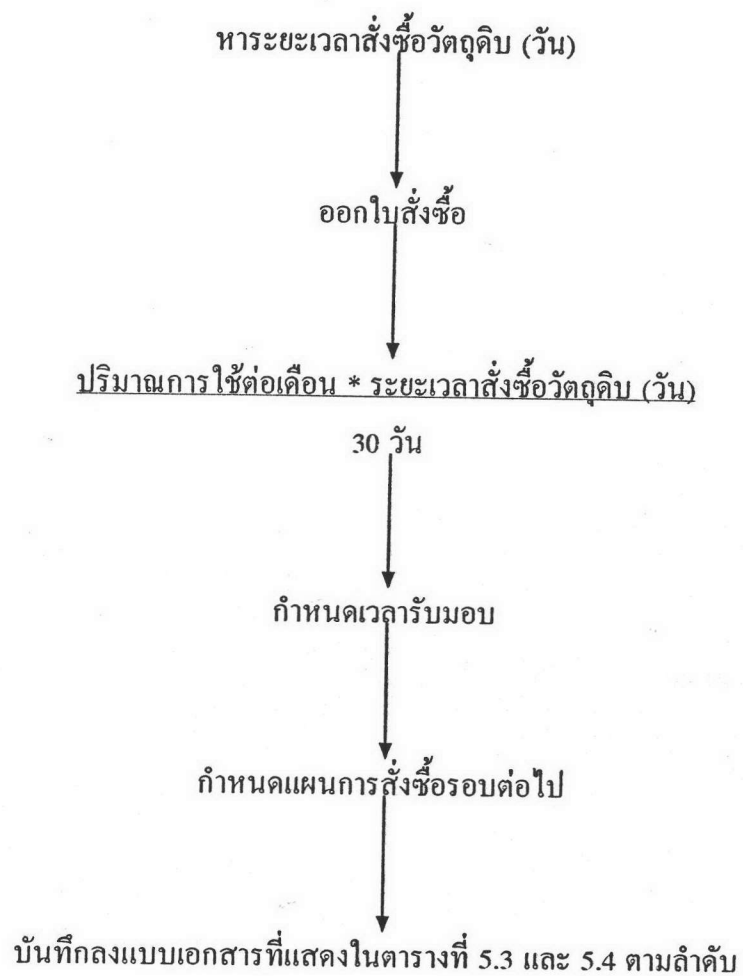 หาระยะเวลาสั่งซื้อวัตถุดิบ (วัน)
ออกใบสั่งซื้อ
ปริมาณการใช้ต่อเดือน * ระยะเวลาสั่งซื้อวัตถุดิบ (วัน)
30 วัน
กำหนดเวลารับมอบ
กำหนดแผนการสั่งซื้อรอบต่อไป
บันทึกลงแบบเอกสารที่แสดงในตารางที่ 5.3 และ 5.4 ตามลำดับ